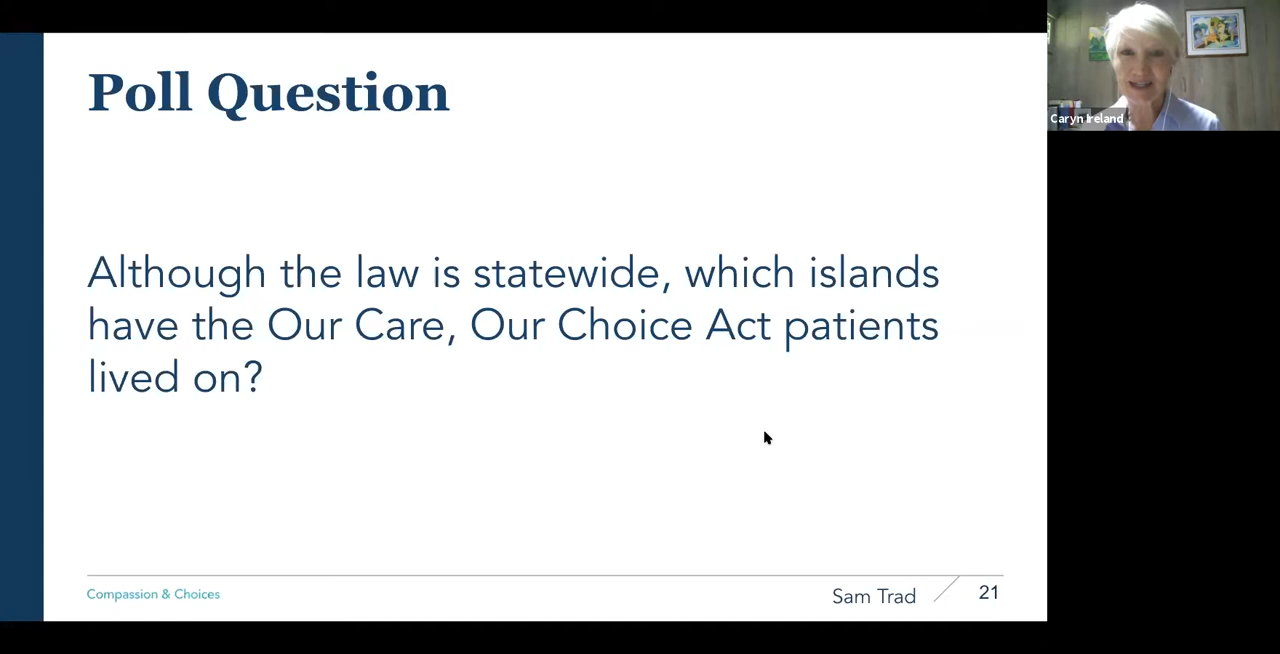 Poll Question
Caryn Ireland
Although the law is statewide, which islands
have the Our Care, Our Choice Act patients
lived on?
Compassion & Choices
Sam Trad
21